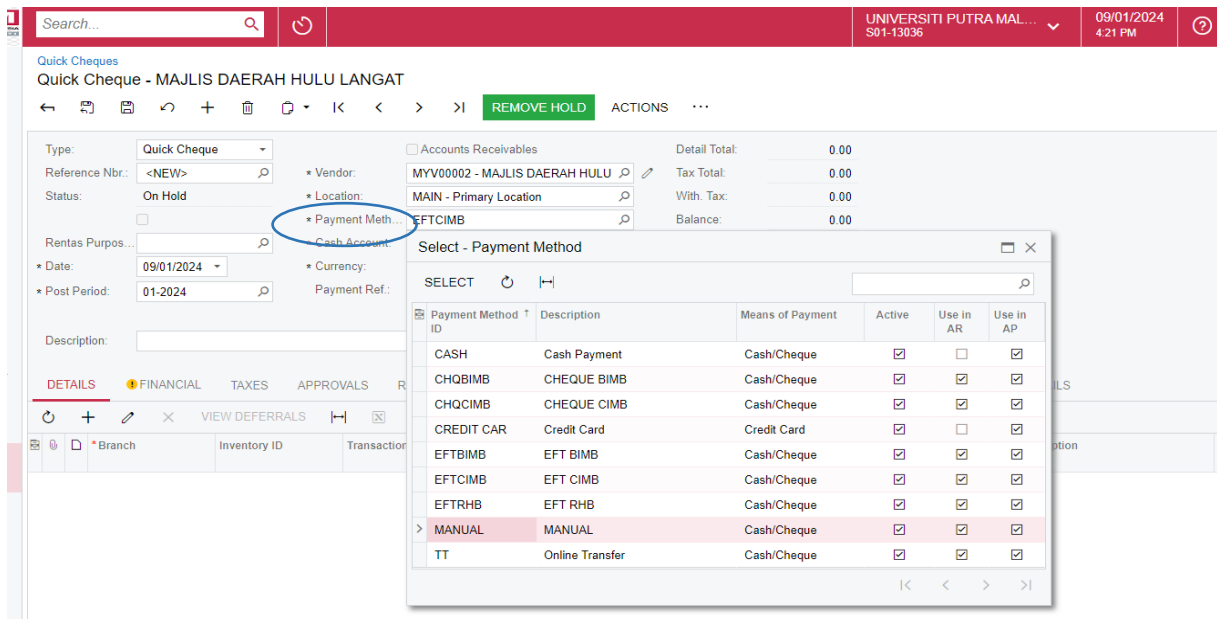 Search...
UNIVERSITI PUTRA MAL...
S01-13036
09/01/2024
4:21 PM
Quick Cheques
Quick Cheque - MAJLIS DAERAH HULU LANGAT
REMOVE HOLD ACTIONS ...
Type: Quick Cheque Accounts Receivables Detail Total: 0.00
Reference Nbr.: <NEW> * Vendor: MYV00002 - MAJLIS DAERAH HULU Tax Total: 0.00
Status: On Hold * Location: MAIN - Primary Location With. Tax: 0.00
* Payment Meth... EFTCIMB Balance: 0.00
Rentas Purpos... * Cash Account:
* Date: 09/01/2024 * Currency:
* Post Period: 01-2024 Payment Ref.:
Description:
DETAILS FINANCIAL TAXES APPROVALS
VIEW DEFERRALS
* Branch Inventory ID Transaction
Select - Payment Method
SELECT
Payment Method ID Description Means of Payment Active Use in AR Use in AP
CASH Cash Payment Cash/Cheque
CHQBIMB CHEQUE BIMB Cash/Cheque
CHQCIMB CHEQUE CIMB Cash/Cheque
CREDIT CAR Credit Card Credit Card
EFTBIMB EFT BIMB Cash/Cheque
EFTCIMB EFT CIMB Cash/Cheque
EFTRHB EFT RHB Cash/Cheque
MANUAL MANUAL Cash/Cheque
TT Online Transfer Cash/Cheque